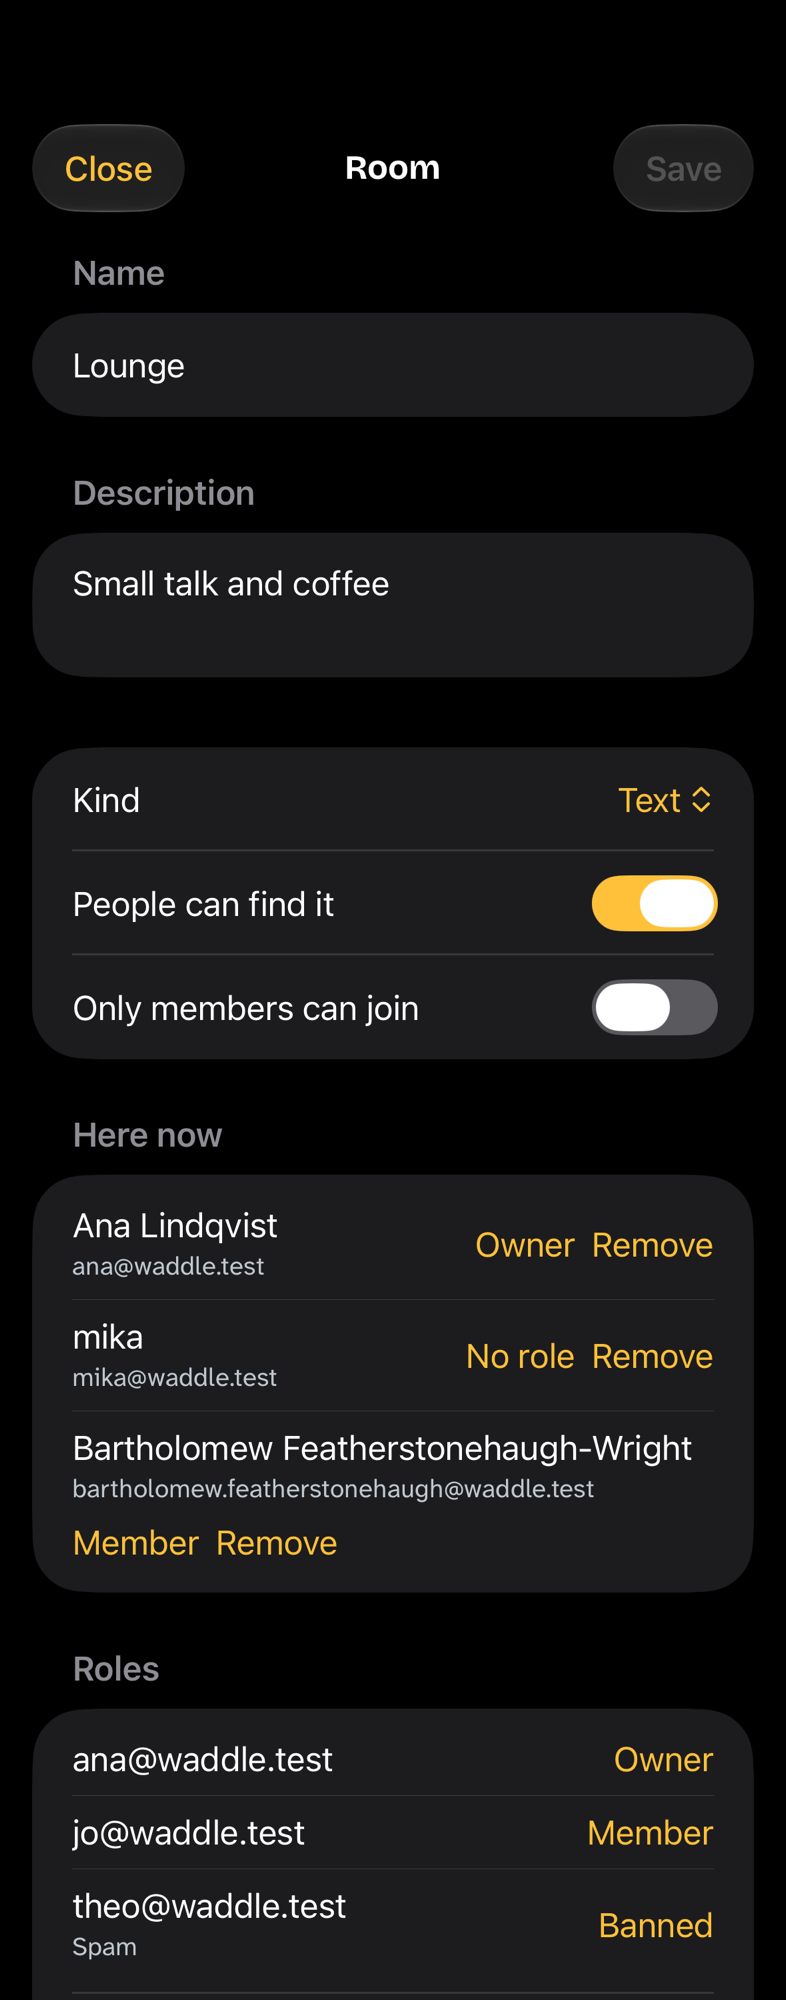 Close Room Save
Name
Lounge
Description
Small talk and coffee
Kind Text
People can find it
Only members can join
Here now
Ana Lindqvist
ana@waddle.test
Owner Remove
mika
mika@waddle.test
No role Remove
Bartholomew Featherstonehaugh-Wright
bartholomew.featherstonehaugh@waddle.test
Member Remove
Roles
ana@waddle.test Owner
jo@waddle.test Member
theo@waddle.test
Spam
Banned